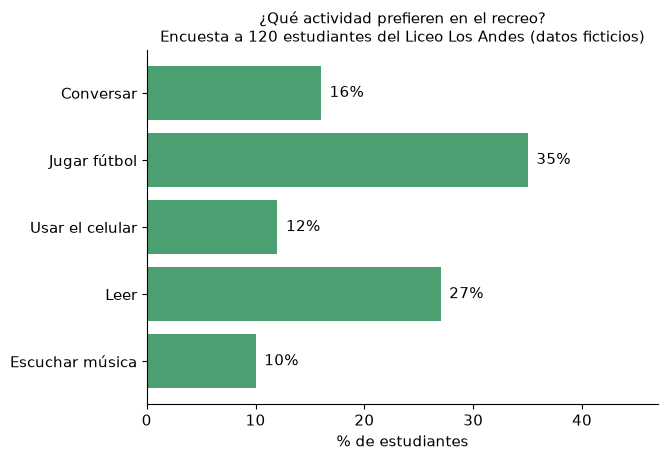 ¿Qué actividad prefieren en el recreo?
Encuesta a 120 estudiantes del Liceo Los Andes (datos ficticios)
Conversar
16%
Jugar fútbol
35%
Usar el celular
12%
Leer
27%
Escuchar música
10%
0
10
20
30
40
% de estudiantes